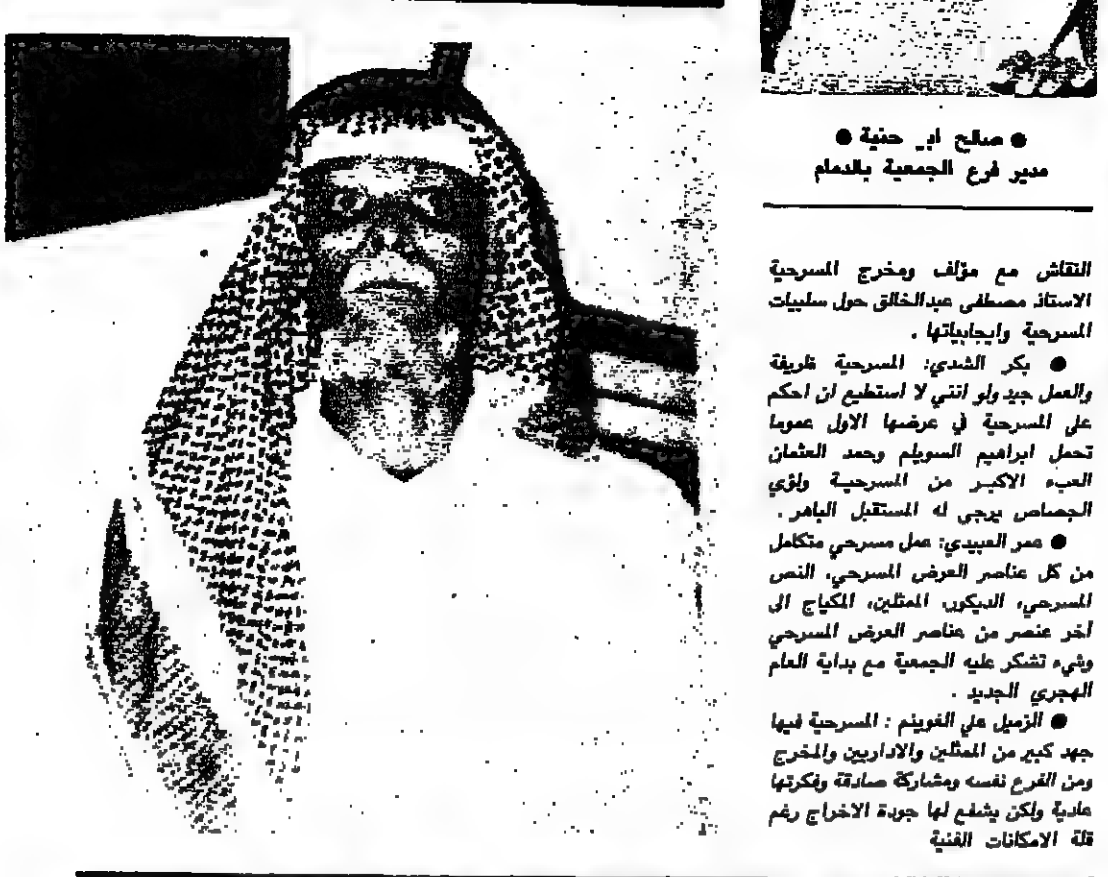 ● صالح ابو حنية ●
مدير فرع الجمعية بالدمام
النقاش مع مؤلف ومخرج المسرحية
الاستاذ مصطفى عبدالخالق حول سلبيات
المسرحية وايجابياتها .
● بكر الشدي: المسرحية ظريفة
والعمل جيد ولو انني لا استطيع ان احكم
على المسرحية في عرضها الاول عموما
تحمل ابراهيم السويلم وحمد العثمان
العبء الاكبر من المسرحية ولؤي
الجصاص يرجى له المستقبل الباهر .
● عمر العبيدي: عمل مسرحي متكامل
من كل عناصر العرض المسرحي، النص
المسرحي، الديكور، الممثلين، المكياج الى
آخر عنصر من عناصر العرض المسرحي
وشيء تشكر عليه الجمعية مع بداية العام
الهجري الجديد .
● الزميل علي الغوينم : المسرحية فيها
جهد كبير من الممثلين والاداريين والمخرج
ومن الفرع نفسه ومشاركة صادقة وفكرتها
عادية ولكن يشفع لها جودة الاخراج رغم
قلة الامكانات الفنية